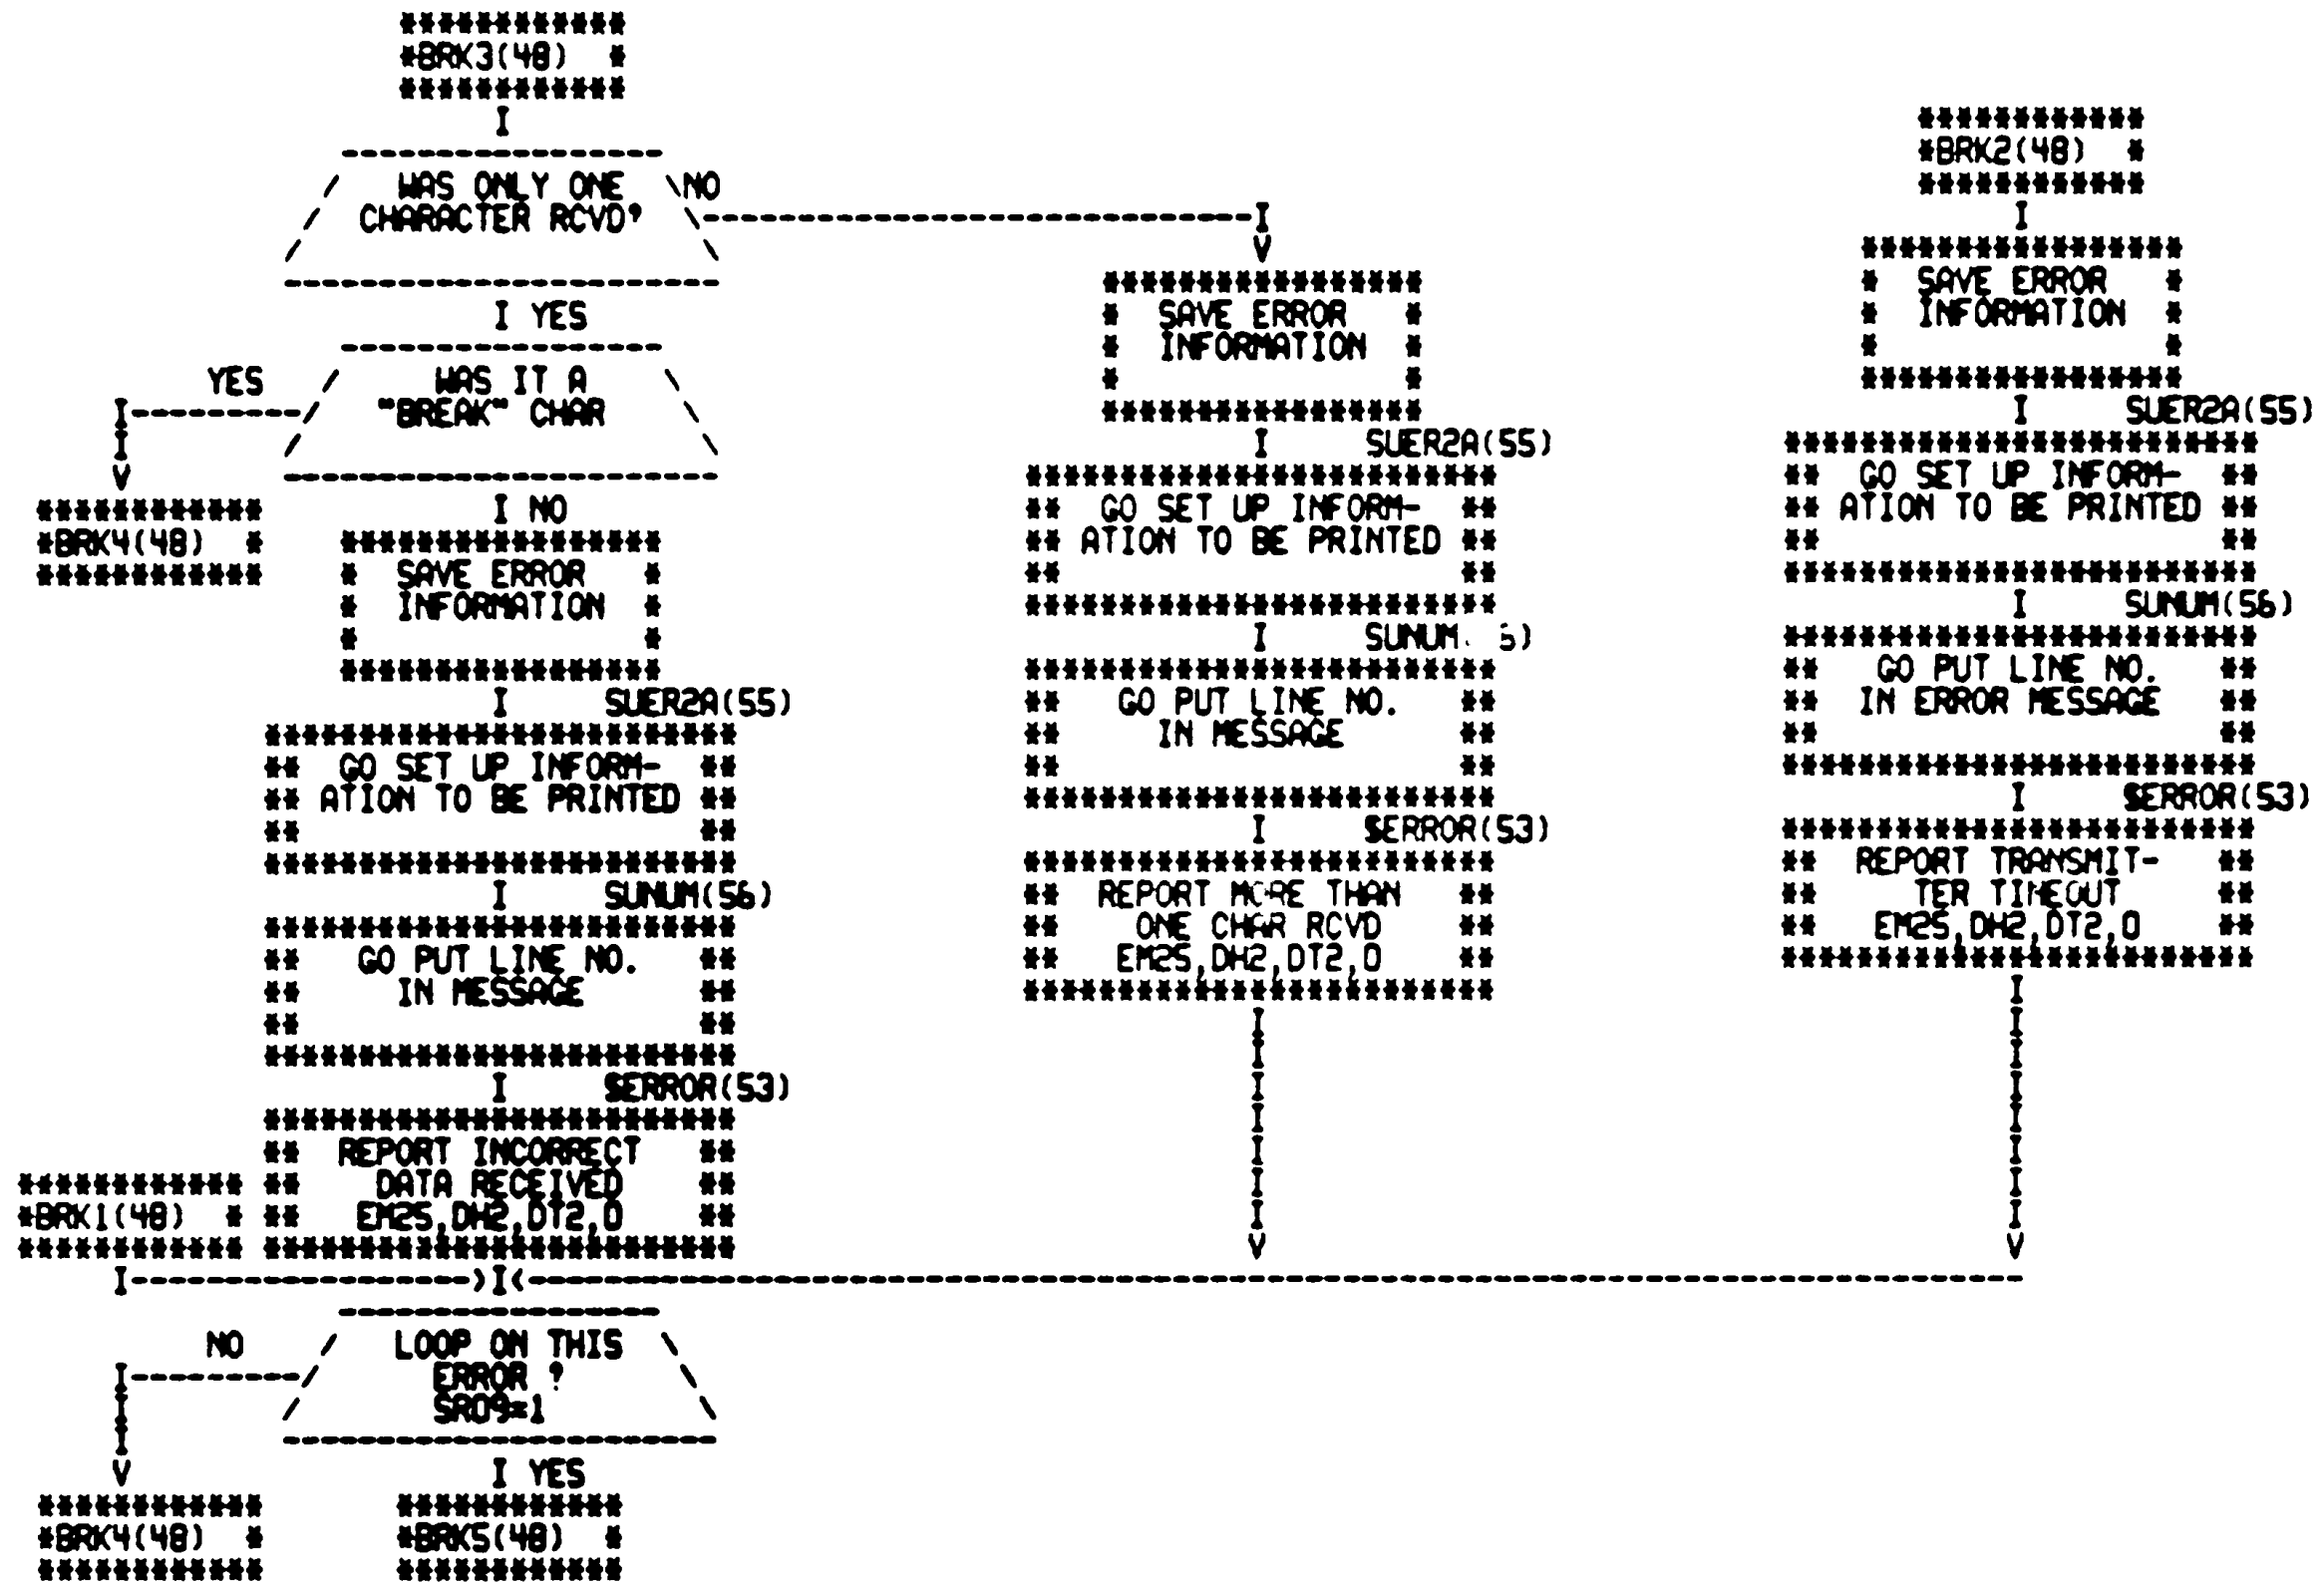 *BRK3(48) *
WAS ONLY ONE
CHARACTER RCVD?
NO
YES
WAS IT A
"BREAK" CHAR
YES
*BRK4(48) *
NO
SAVE ERROR
INFORMATION
SUER2A(55)
GO SET UP INFORM-
ATION TO BE PRINTED
SUNUM(56)
GO PUT LINE NO.
IN MESSAGE
$ERROR(53)
REPORT INCORRECT
DATA RECEIVED
EM25,DH2,DT2,0
*BRK1(48) *
LOOP ON THIS
ERROR ?
SR09=1
NO
*BRK4(48) *
YES
*BRK5(48) *
SAVE ERROR
INFORMATION
SUER2A(55)
GO SET UP INFORM-
ATION TO BE PRINTED
SUNUM
GO PUT LINE NO.
IN MESSAGE
$ERROR(53)
REPORT MORE THAN
ONE CHAR RCVD
EM25,DH2,DT2,0
*BRK2(48) *
SAVE ERROR
INFORMATION
SUER2A(55)
GO SET UP INFORM-
ATION TO BE PRINTED
SUNUM(56)
GO PUT LINE NO.
IN ERROR MESSAGE
$ERROR(53)
REPORT TRANSMIT-
TER TIMEOUT
EM25,DH2,DT2,0